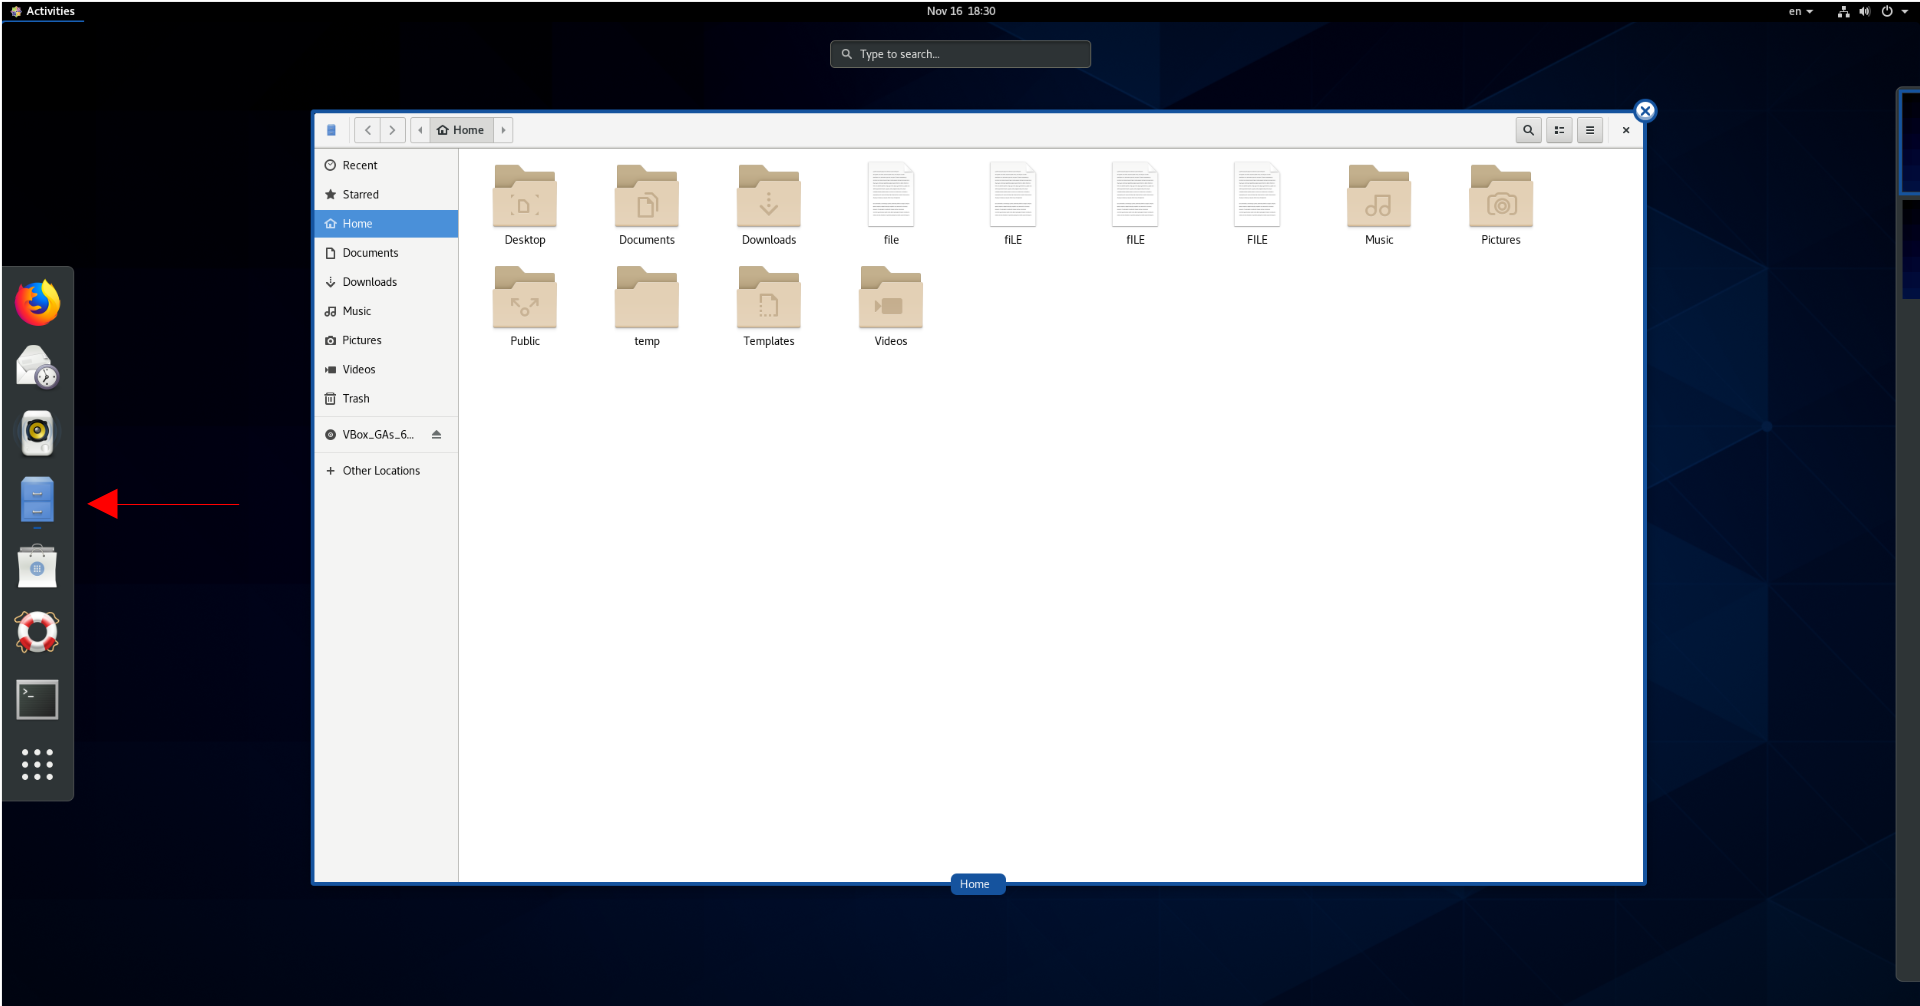 Activities
Nov 16 18:30
en
Type to search...
Home
Recent
Starred
Home
Documents
Downloads
Music
Pictures
Videos
Trash
VBox_GAs_6...
Other Locations
Desktop Documents Downloads file fiLE fILE FILE Music Pictures
Public temp Templates Videos
>_
Home